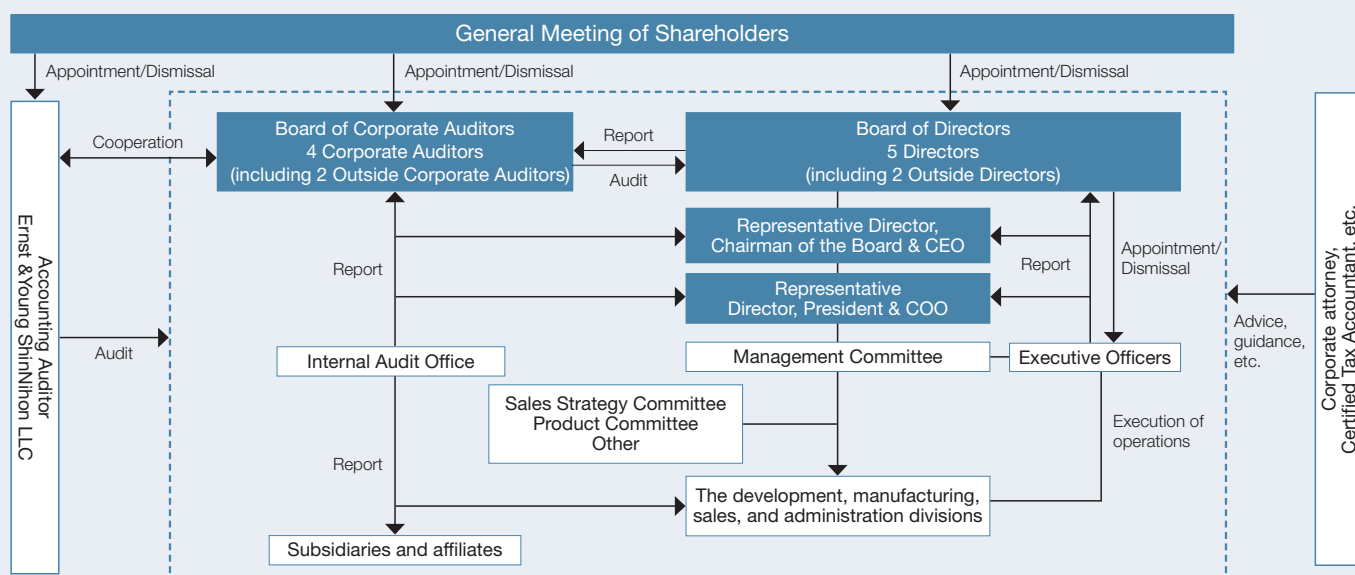 General Meeting of Shareholders
Appointment/Dismissal
Appointment/Dismissal
Appointment/Dismissal
Accounting Auditor
Ernst &Young ShinNihon LLC
Cooperation
Board of Corporate Auditors
4 Corporate Auditors
(including 2 Outside Corporate Auditors)
Report
Audit
Board of Directors
5 Directors
(including 2 Outside Directors)
Representative Director,
Chairman of the Board & CEO
Report
Report
Appointment/
Dismissal
Representative
Director, President & COO
Audit
Internal Audit Office
Management Committee
Executive Officers
Advice,
guidance,
etc.
Corporate attorney,
Certified Tax Accountant, etc.
Sales Strategy Committee
Product Committee
Other
Execution of
operations
Report
The development, manufacturing,
sales, and administration divisions
Subsidiaries and affiliates